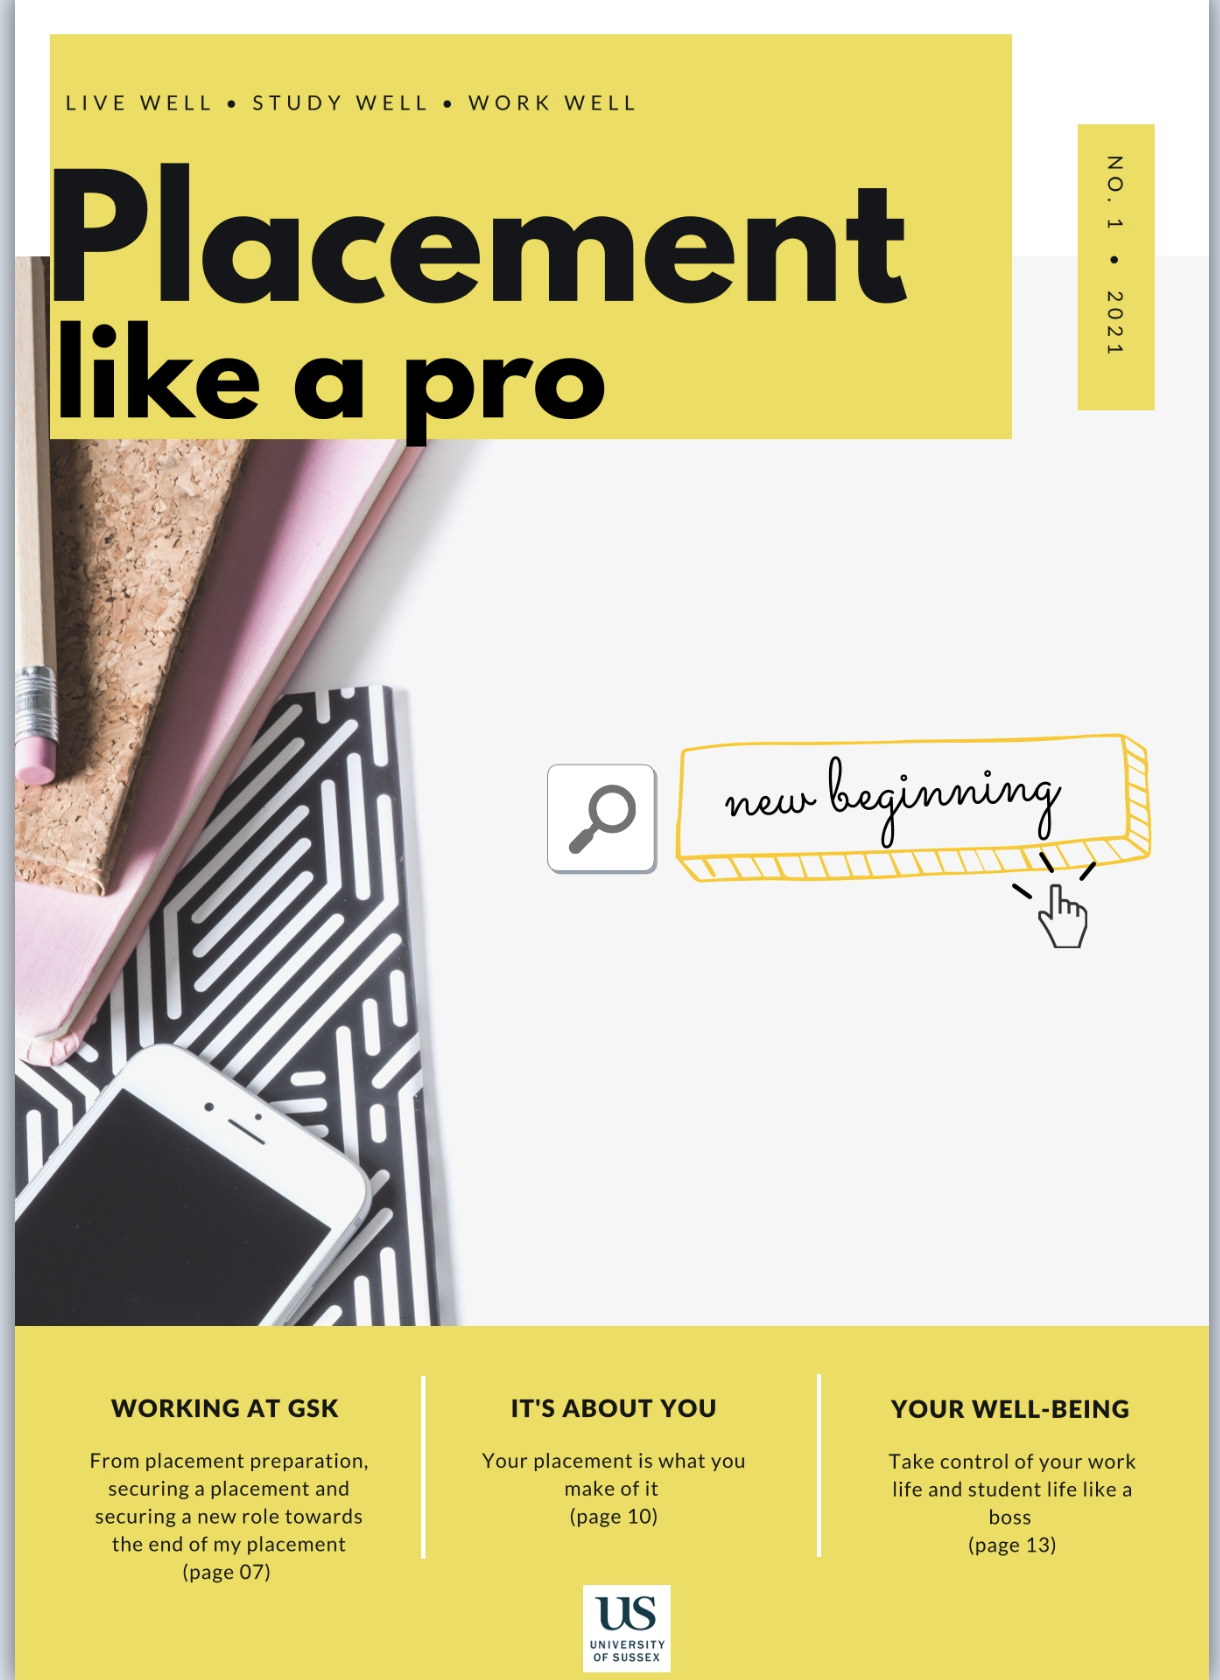 LIVE WELL • STUDY WELL • WORK WELL
Placement
like a pro
NO. 1 • 2021
new beginning
WORKING AT GSK
From placement preparation,
securing a placement and
securing a new role towards
the end of my placement
(page 07)
IT'S ABOUT YOU
Your placement is what you
make of it
(page 10)
YOUR WELL-BEING
Take control of your work
life and student life like a
boss
(page 13)
US
UNIVERSITY
OF SUSSEX